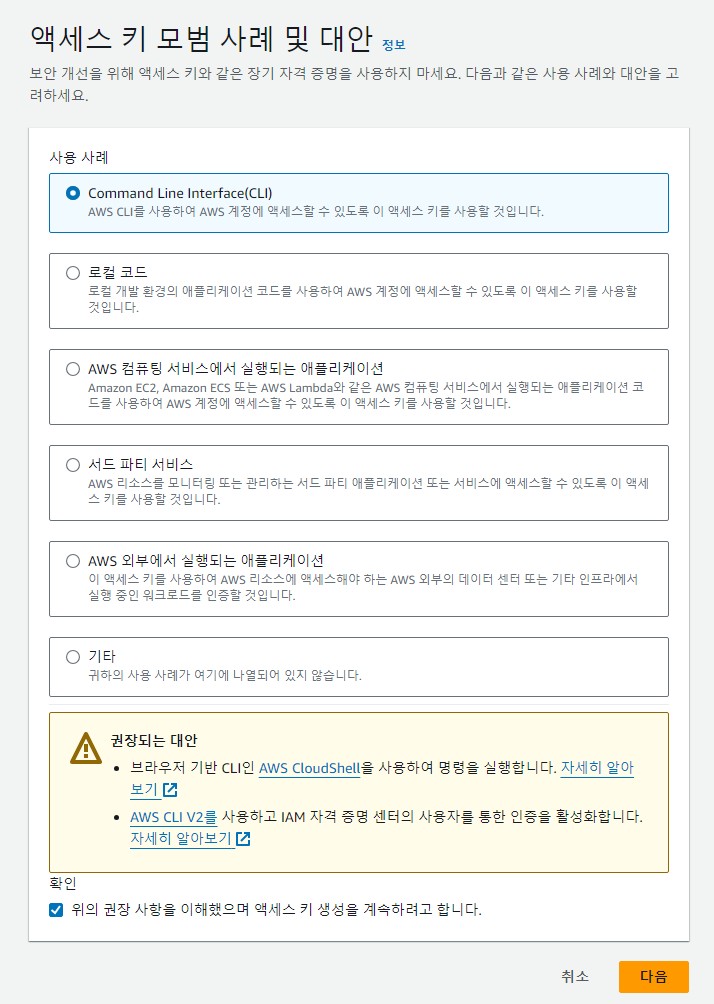 액세스 키 모범 사례 및 대안 정보
보안 개선을 위해 액세스 키와 같은 장기 자격 증명을 사용하지 마세요. 다음과 같은 사용 사례와 대안을 고
려하세요.
사용 사례
Command Line Interface(CLI)
AWS CLI를 사용하여 AWS 계정에 액세스할 수 있도록 이 액세스 키를 사용할 것입니다.
로컬 코드
로컬 개발 환경의 애플리케이션 코드를 사용하여 AWS 계정에 액세스할 수 있도록 이 액세스 키를 사용할
것입니다.
AWS 컴퓨팅 서비스에서 실행되는 애플리케이션
Amazon EC2, Amazon ECS 또는 AWS Lambda와 같은 AWS 컴퓨팅 서비스에서 실행되는 애플리케이션 코
드를 사용하여 AWS 계정에 액세스할 수 있도록 이 액세스 키를 사용할 것입니다.
서드 파티 서비스
AWS 리소스를 모니터링 또는 관리하는 서드 파티 애플리케이션 또는 서비스에 액세스할 수 있도록 이 액세
스 키를 사용할 것입니다.
AWS 외부에서 실행되는 애플리케이션
이 액세스 키를 사용하여 AWS 리소스에 액세스해야 하는 AWS 외부의 데이터 센터 또는 기타 인프라에서
실행 중인 워크로드를 인증할 것입니다.
기타
귀하의 사용 사례가 여기에 나열되어 있지 않습니다.
권장되는 대안
• 브라우저 기반 CLI인 AWS CloudShell을 사용하여 명령을 실행합니다. 자세히 알아
보기
• AWS CLI V2를 사용하고 IAM 자격 증명 센터의 사용자를 통한 인증을 활성화합니다.
자세히 알아보기
확인
위의 권장 사항을 이해했으며 액세스 키 생성을 계속하려고 합니다.
취소 다음